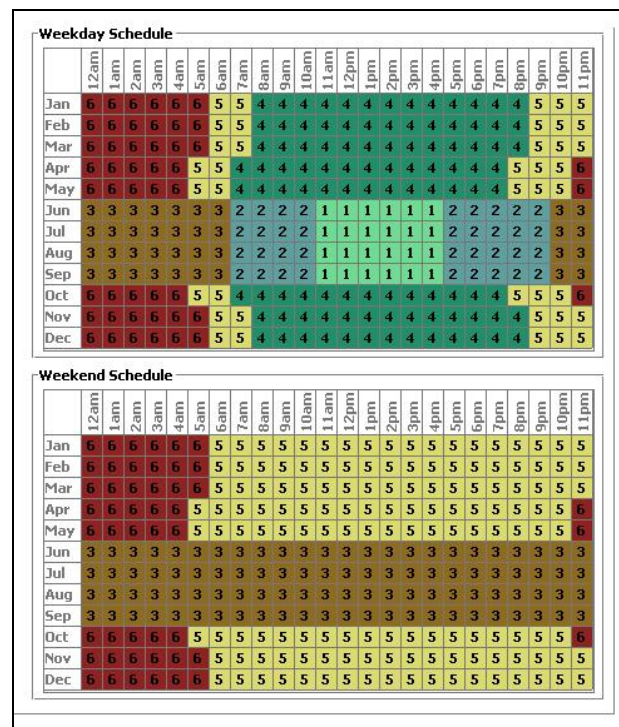 Weekday Schedule
12am 1am 2am 3am 4am 5am 6am 7am 8am 9am 10am 11am 12pm 1pm 2pm 3pm 4pm 5pm 6pm 7pm 8pm 9pm 10pm 11pm
Jan 6 6 6 6 6 6 5 5 4 4 4 4 4 4 4 4 4 4 4 4 4 5 5 5
Feb 6 6 6 6 6 6 5 5 4 4 4 4 4 4 4 4 4 4 4 4 4 5 5 5
Mar 6 6 6 6 6 6 5 5 4 4 4 4 4 4 4 4 4 4 4 4 4 5 5 5
Apr 6 6 6 6 6 5 5 4 4 4 4 4 4 4 4 4 4 4 4 4 5 5 5 6
May 6 6 6 6 6 5 5 4 4 4 4 4 4 4 4 4 4 4 4 4 5 5 5 6
Jun 3 3 3 3 3 3 3 2 2 2 2 1 1 1 1 1 1 2 2 2 2 2 3 3
Jul 3 3 3 3 3 3 3 2 2 2 2 1 1 1 1 1 1 2 2 2 2 2 3 3
Aug 3 3 3 3 3 3 3 2 2 2 2 1 1 1 1 1 1 2 2 2 2 2 3 3
Sep 3 3 3 3 3 3 3 2 2 2 2 1 1 1 1 1 1 2 2 2 2 2 3 3
Oct 6 6 6 6 6 5 5 4 4 4 4 4 4 4 4 4 4 4 4 4 5 5 5 6
Nov 6 6 6 6 6 6 5 5 4 4 4 4 4 4 4 4 4 4 4 4 4 5 5 5
Dec 6 6 6 6 6 6 5 5 4 4 4 4 4 4 4 4 4 4 4 4 4 5 5 5
Weekend Schedule
12am 1am 2am 3am 4am 5am 6am 7am 8am 9am 10am 11am 12pm 1pm 2pm 3pm 4pm 5pm 6pm 7pm 8pm 9pm 10pm 11pm
Jan 6 6 6 6 6 6 5 5 5 5 5 5 5 5 5 5 5 5 5 5 5 5 5 5
Feb 6 6 6 6 6 6 5 5 5 5 5 5 5 5 5 5 5 5 5 5 5 5 5 5
Mar 6 6 6 6 6 6 5 5 5 5 5 5 5 5 5 5 5 5 5 5 5 5 5 5
Apr 6 6 6 6 6 5 5 5 5 5 5 5 5 5 5 5 5 5 5 5 5 5 5 6
May 6 6 6 6 6 5 5 5 5 5 5 5 5 5 5 5 5 5 5 5 5 5 5 6
Jun 3 3 3 3 3 3 3 3 3 3 3 3 3 3 3 3 3 3 3 3 3 3 3 3
Jul 3 3 3 3 3 3 3 3 3 3 3 3 3 3 3 3 3 3 3 3 3 3 3 3
Aug 3 3 3 3 3 3 3 3 3 3 3 3 3 3 3 3 3 3 3 3 3 3 3 3
Sep 3 3 3 3 3 3 3 3 3 3 3 3 3 3 3 3 3 3 3 3 3 3 3 3
Oct 6 6 6 6 6 5 5 5 5 5 5 5 5 5 5 5 5 5 5 5 5 5 5 6
Nov 6 6 6 6 6 6 5 5 5 5 5 5 5 5 5 5 5 5 5 5 5 5 5 5
Dec 6 6 6 6 6 6 5 5 5 5 5 5 5 5 5 5 5 5 5 5 5 5 5 5